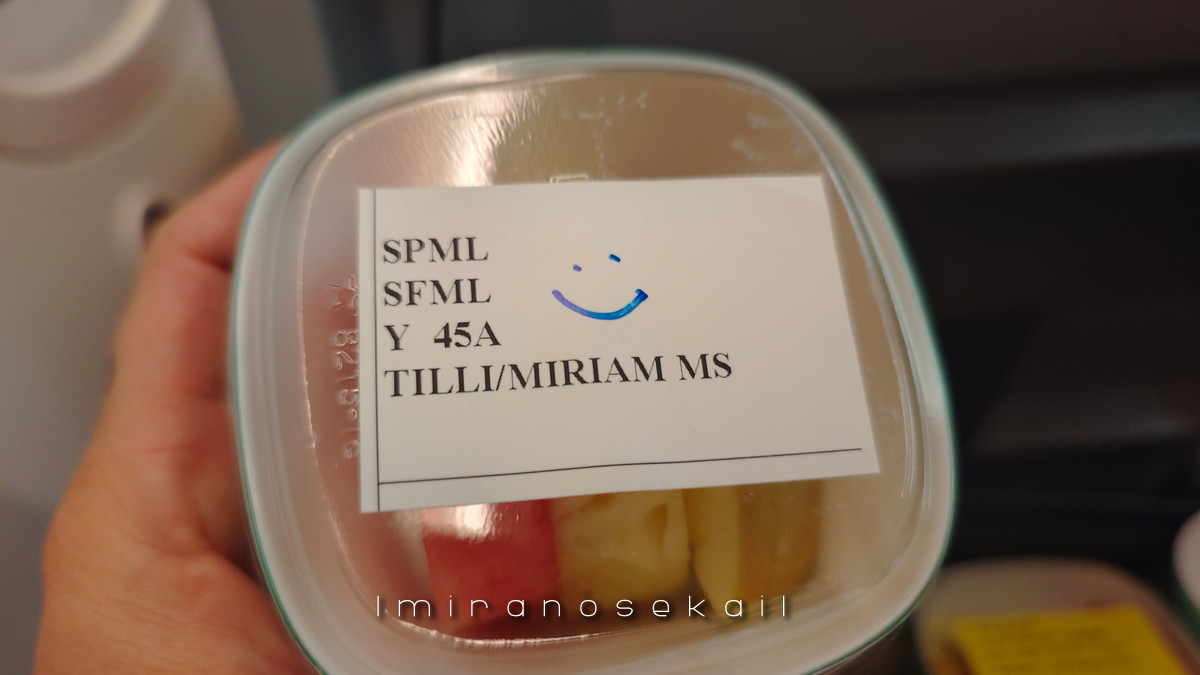 SPML
SFML
Y 45A
TILLI/MIRIAM MS
lmiranosekail